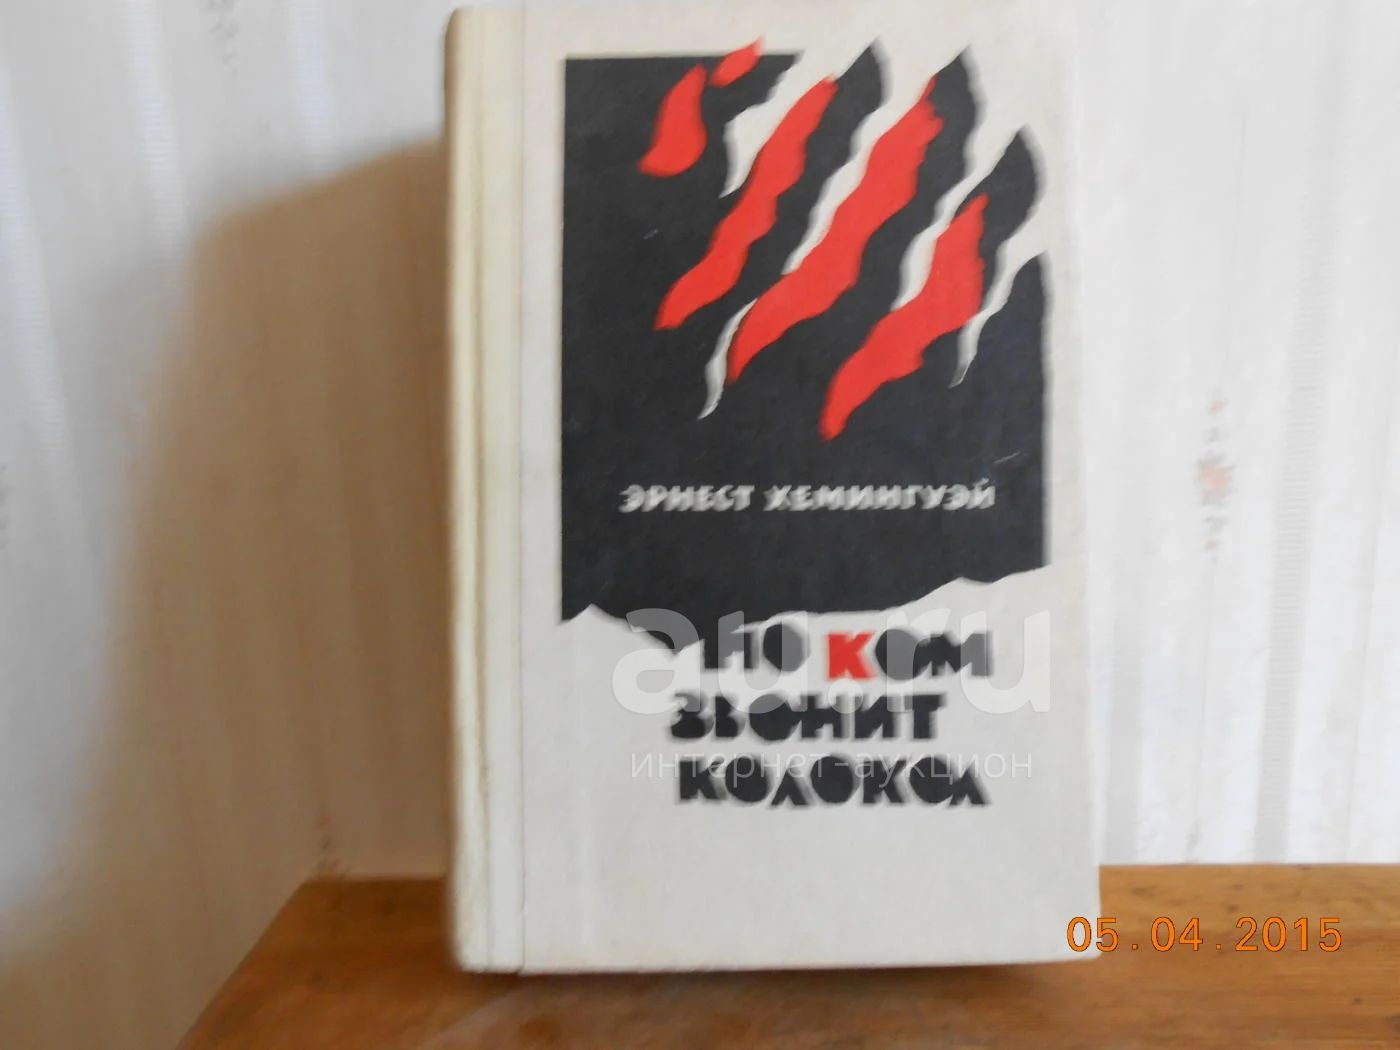 ЭРНЕСТ ХЕМИНГУЭЙ
au.ru
ПО КОМ
ЗВОНИТ
интернет-аукцион
КОЛОКОЛ
05.04.2015